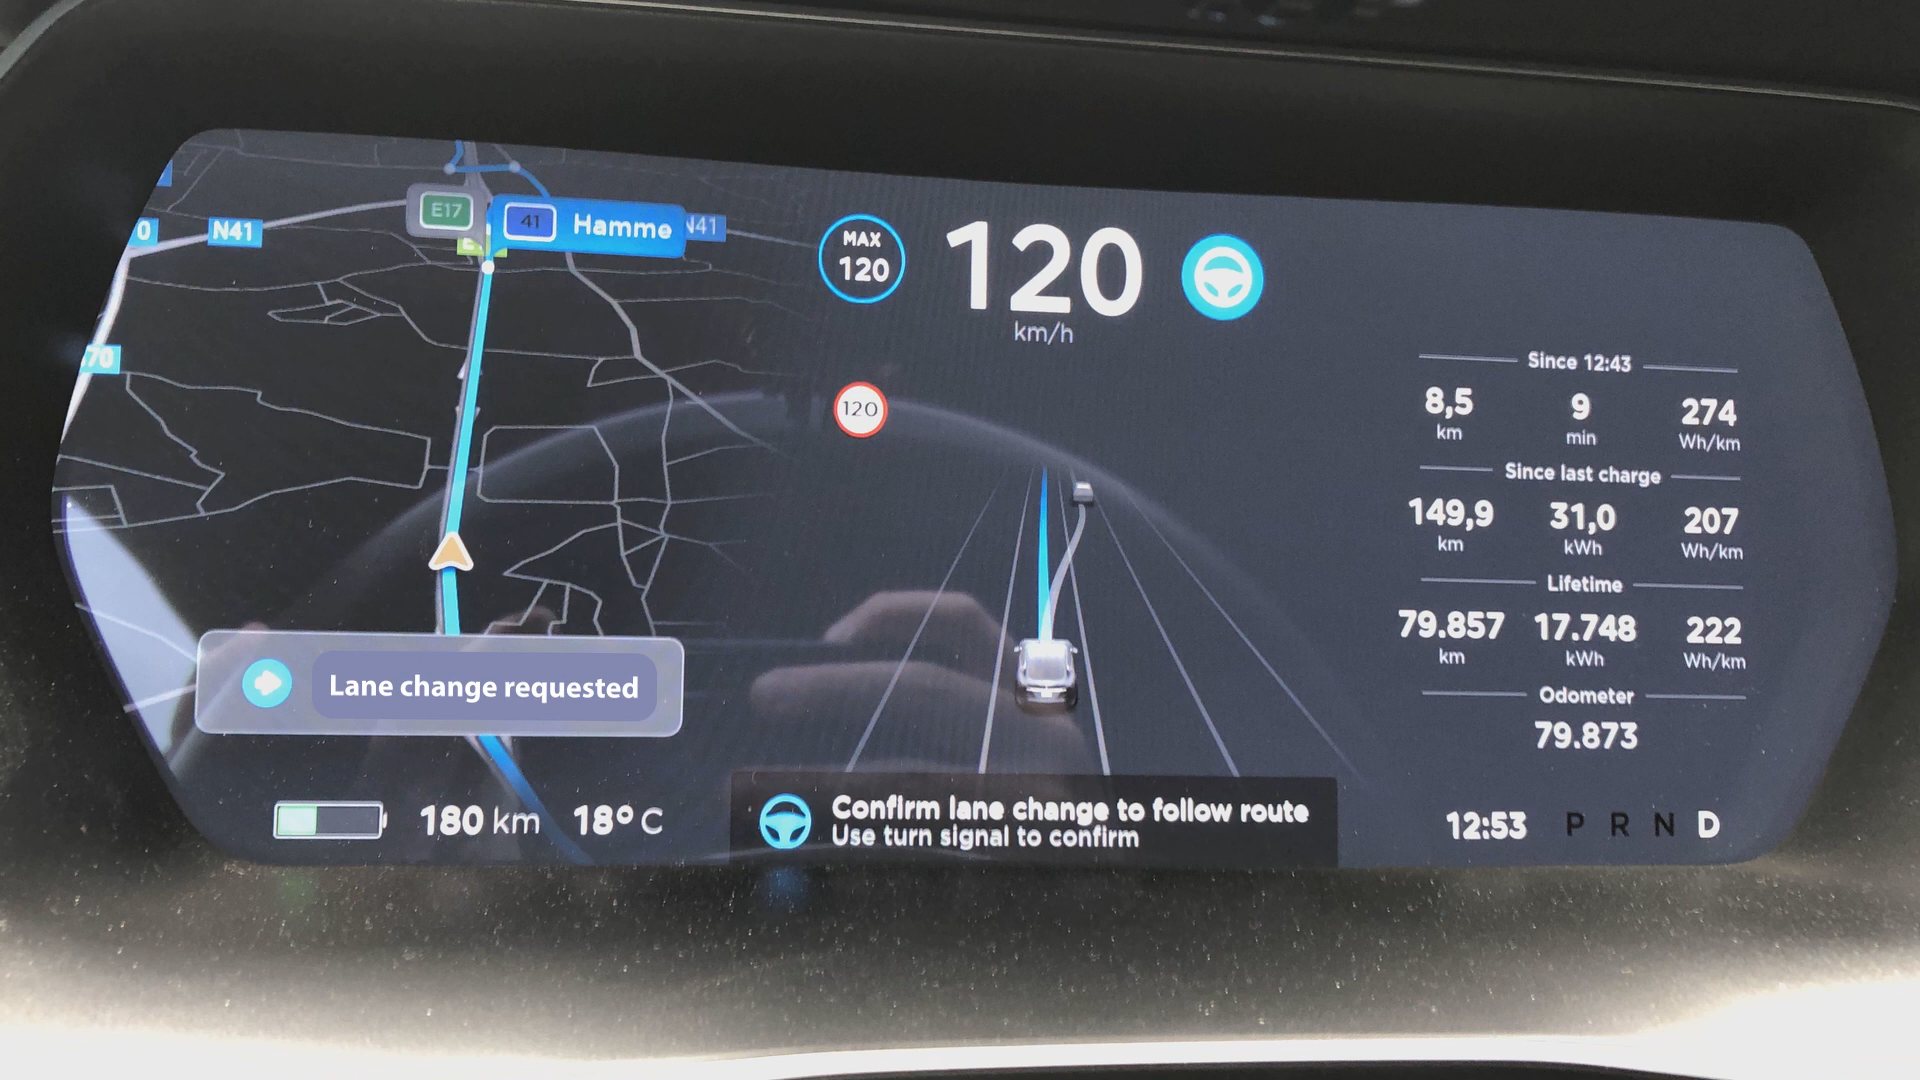 E17
41 Hamme
N41
0
N41
70
MAX
120
120
km/h
120
Lane change requested
180 km 18° C
Confirm lane change to follow route
Use turn signal to confirm
Since 12:43
8,5 9 274
km min Wh/km
Since last charge
149,9 31,0 207
km kWh Wh/km
Lifetime
79.857 17.748 222
km kWh Wh/km
Odometer
79.873
12:53 P R N D